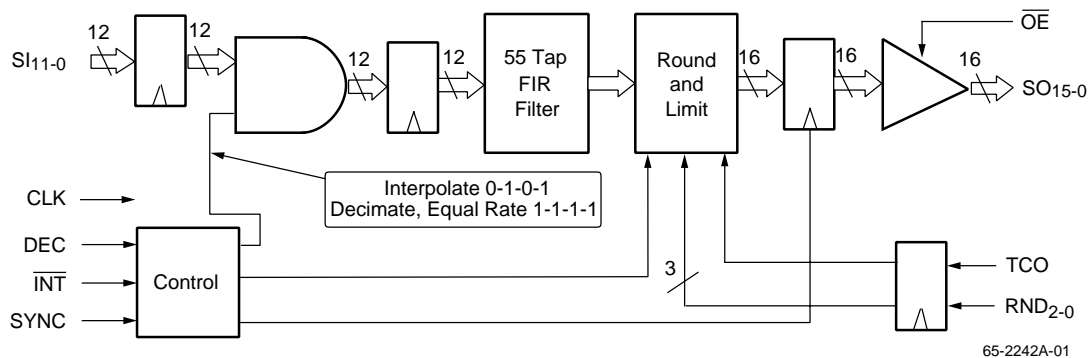 12
12
12
12
16
16
16
OE
SI11-0
55 Tap
FIR
Filter
Round
and
Limit
SO15-0
Interpolate 0-1-0-1
Decimate, Equal Rate 1-1-1-1
CLK
DEC
INT
SYNC
Control
3
TCO
RND2-0
65-2242A-01